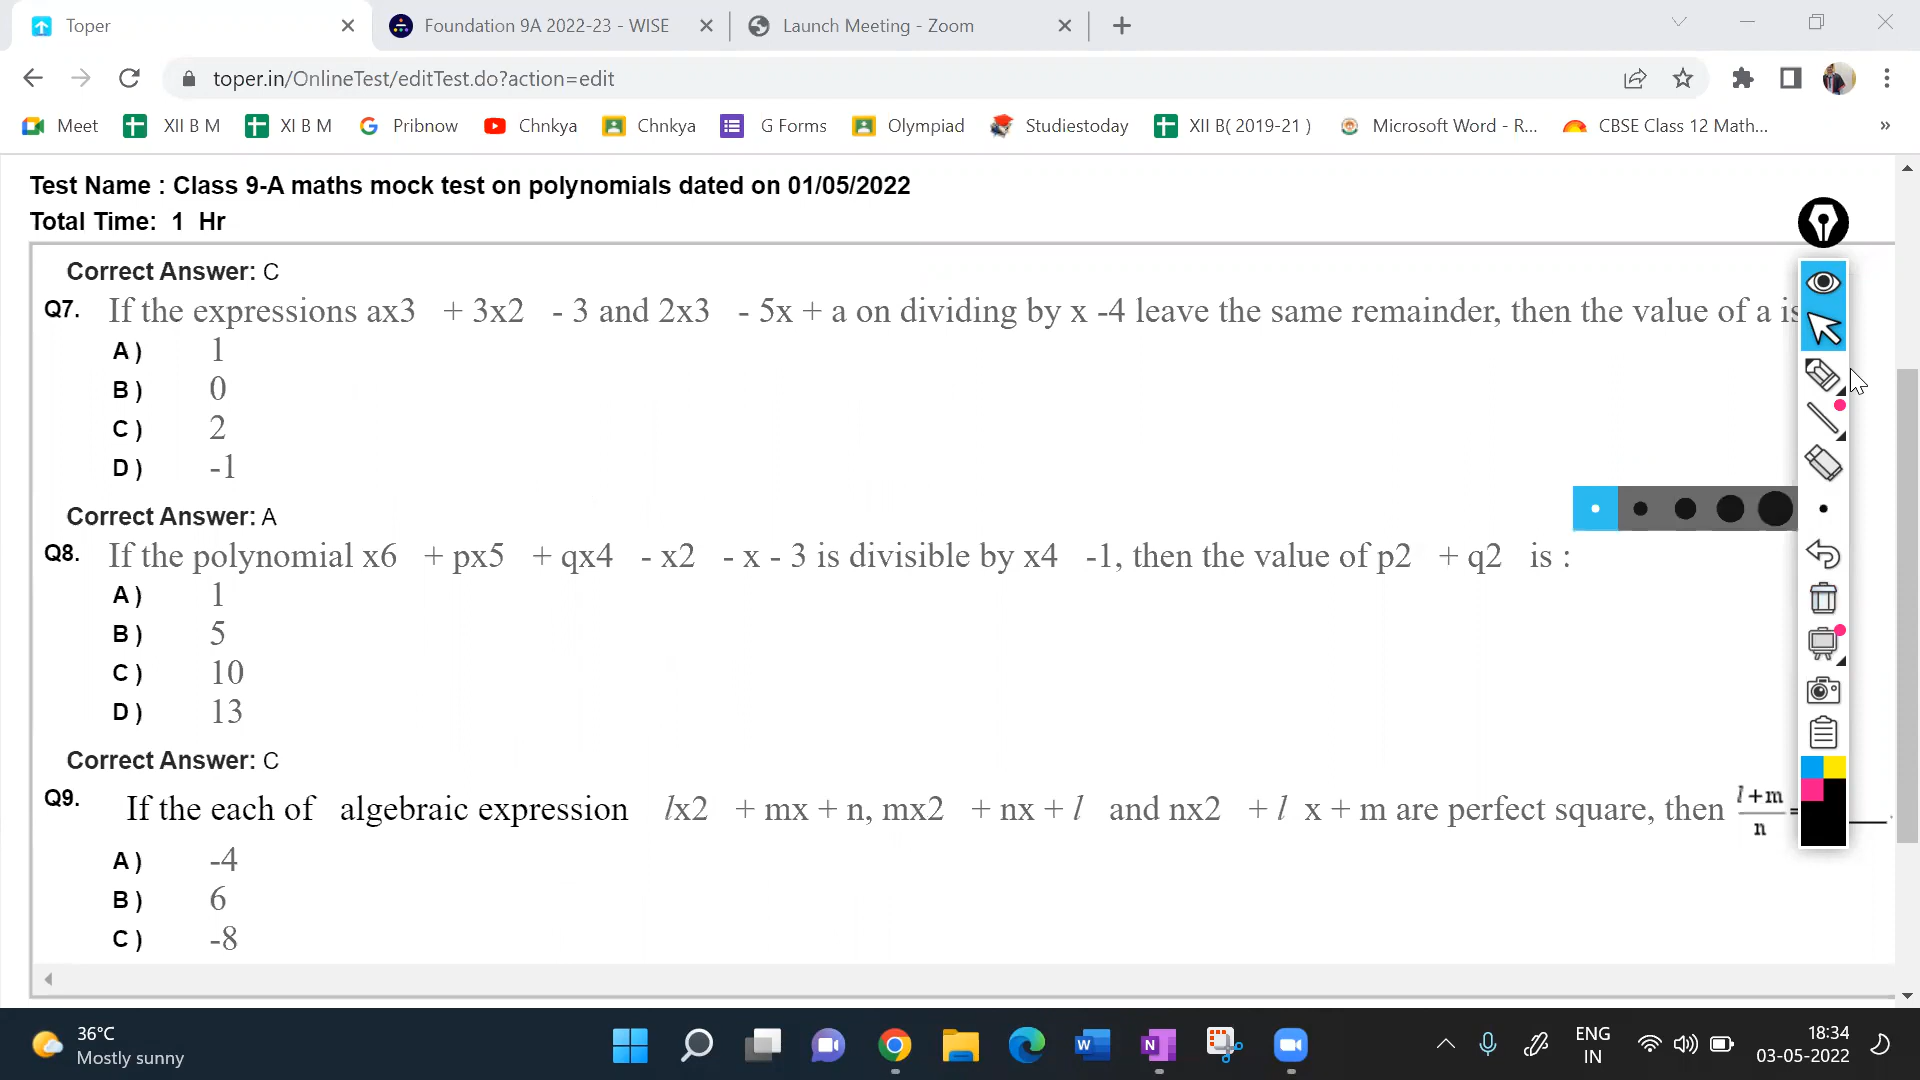 Toper
Foundation 9A 2022-23 - WISE
Launch Meeting - Zoom
toper.in/OnlineTest/editTest.do?action=edit
Meet XII B M XI B M Pribnow Chnkya Chnkya G Forms Olympiad Studiestoday XII B( 2019-21 ) Microsoft Word - R... CBSE Class 12 Math... »
Test Name : Class 9-A maths mock test on polynomials dated on 01/05/2022
Total Time: 1 Hr
Correct Answer: C
Q7. If the expressions ax3 + 3x2 - 3 and 2x3 - 5x + a on dividing by x -4 leave the same remainder, then the value of a is
A ) 1
B ) 0
C ) 2
D ) -1
Correct Answer: A
Q8. If the polynomial x6 + px5 + qx4 - x2 - x - 3 is divisible by x4 -1, then the value of p2 + q2 is :
A ) 1
B ) 5
C ) 10
D ) 13
Correct Answer: C
Q9. If the each of algebraic expression lx2 + mx + n, mx2 + nx + l and nx2 + l x + m are perfect square, then l+m/n = ___.
A ) -4
B ) 6
C ) -8
36°C
Mostly sunny
ENG
IN
18:34
03-05-2022